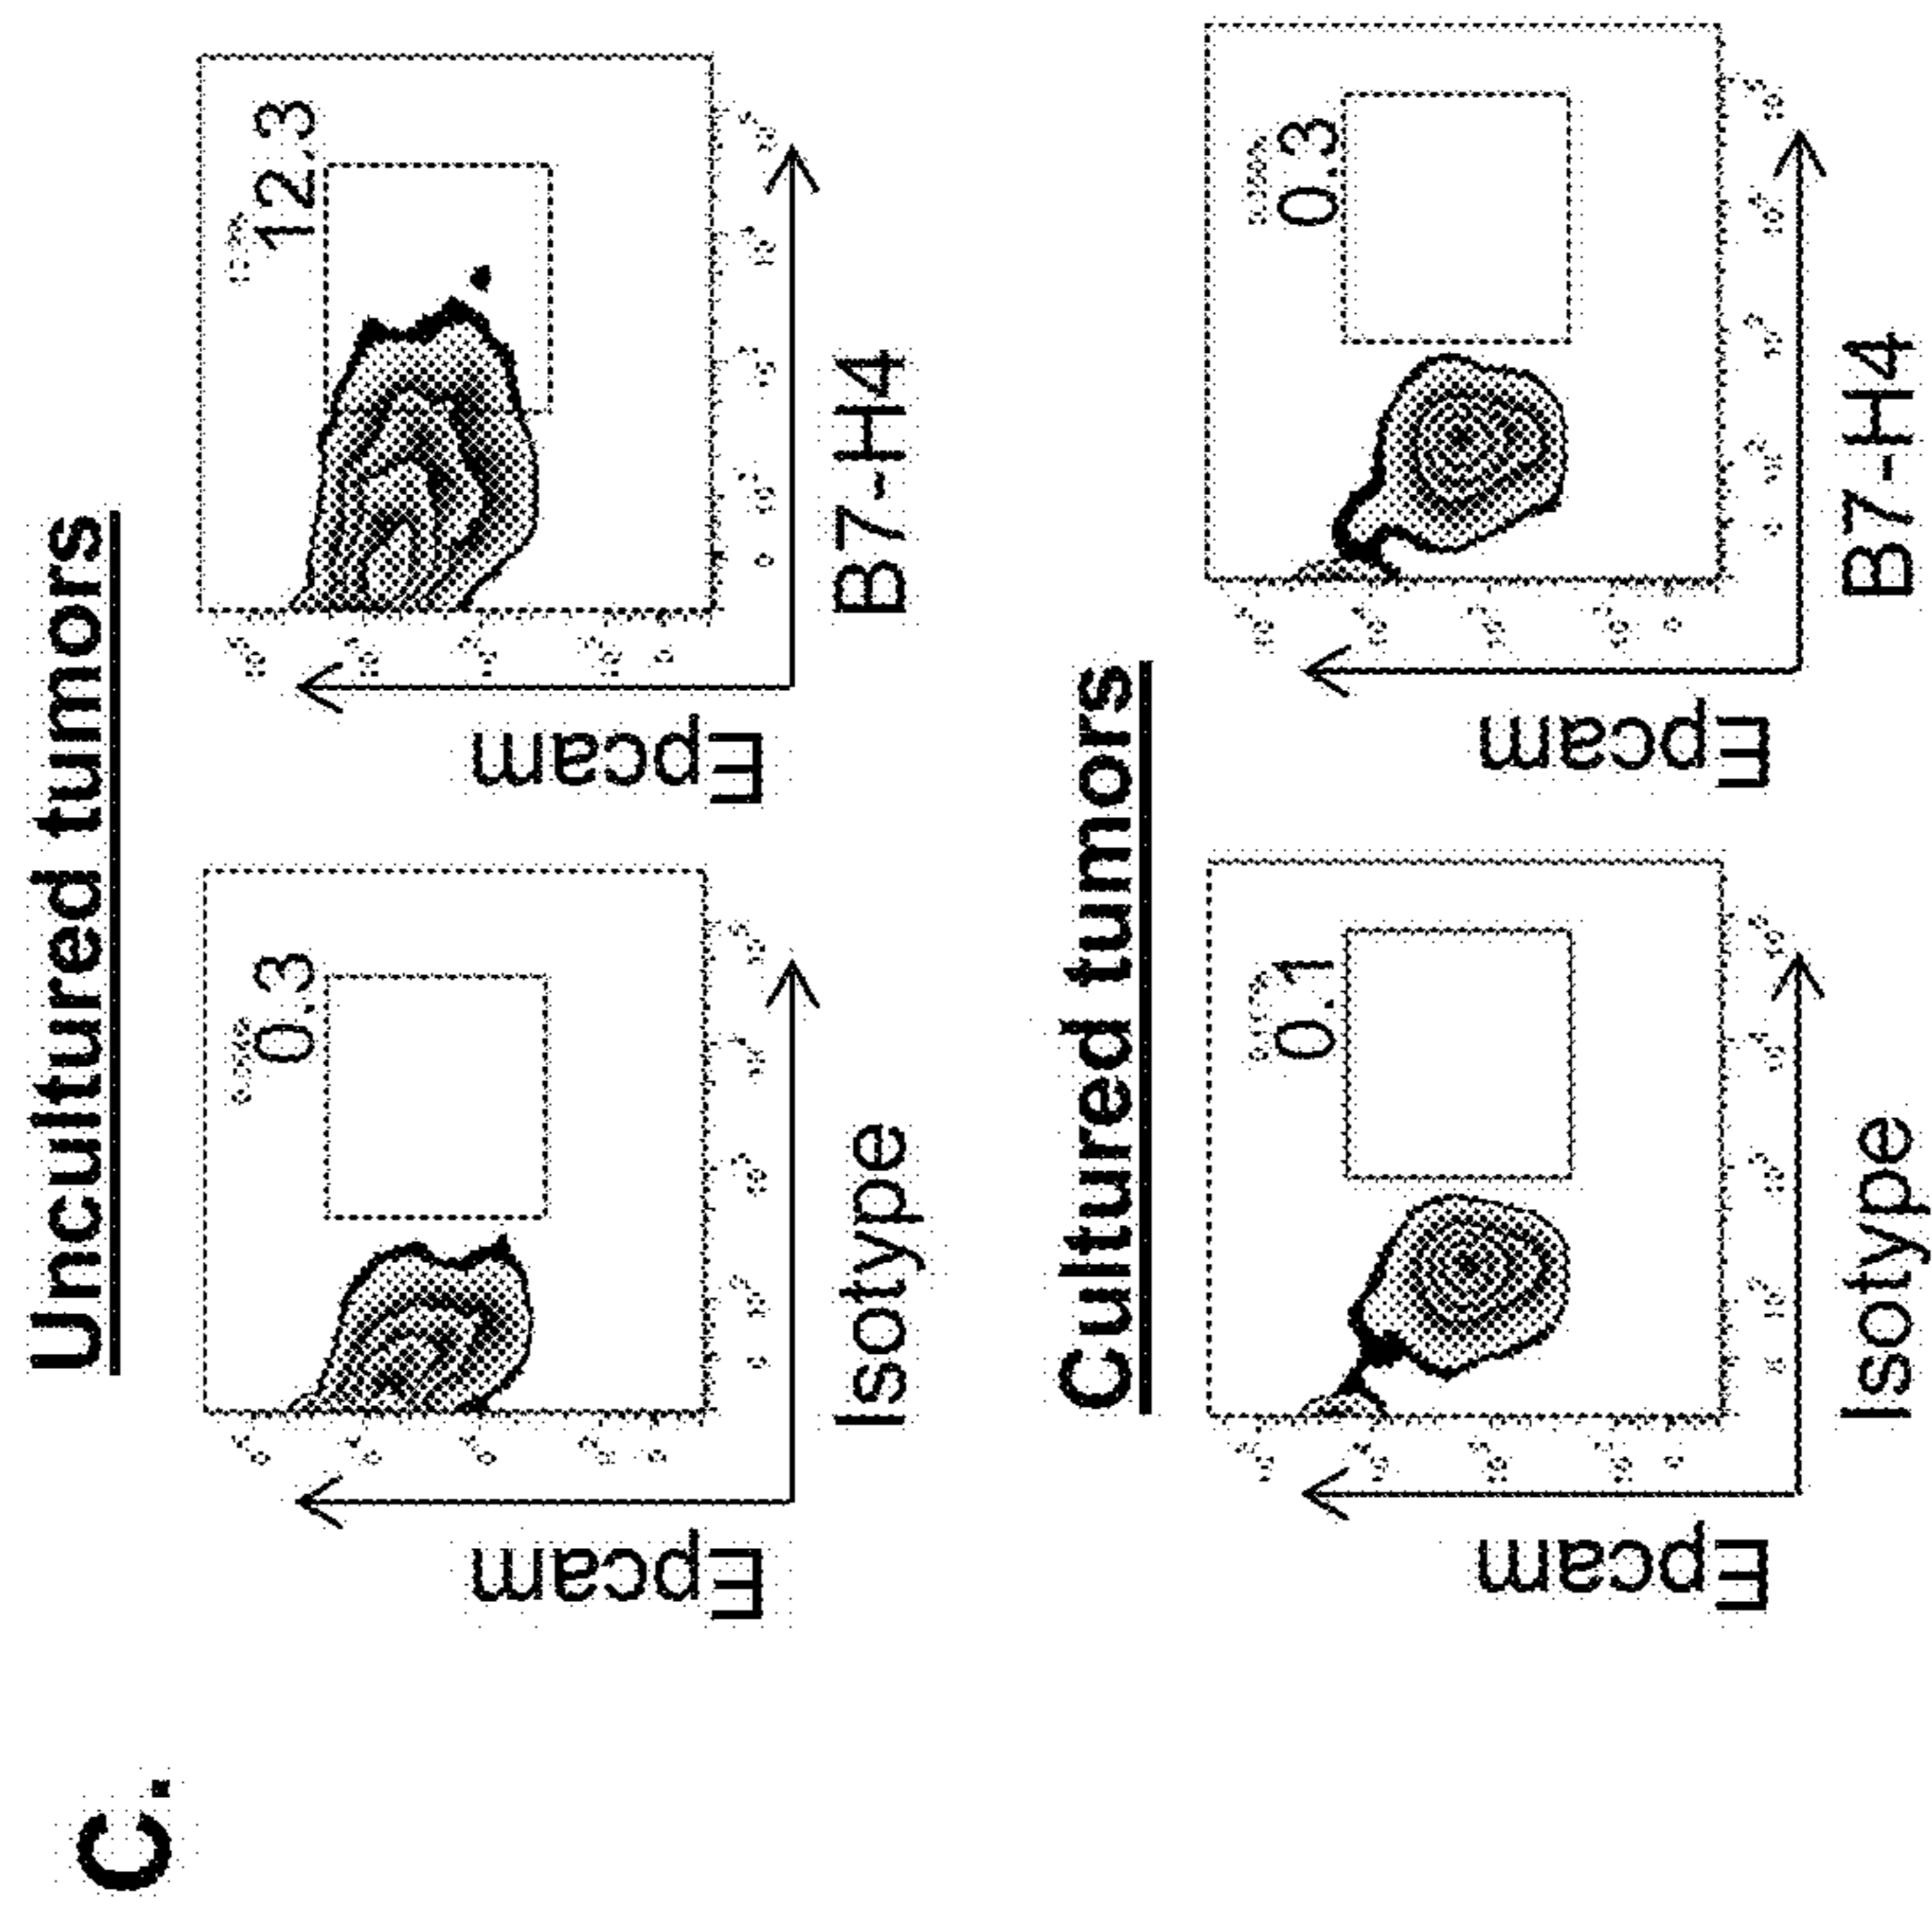 C.
Uncultured tumors
0.3
Epcam
Isotype
12.3
Epcam
B7-H4
Cultured tumors
0.1
Epcam
Isotype
0.3
Epcam
B7-H4